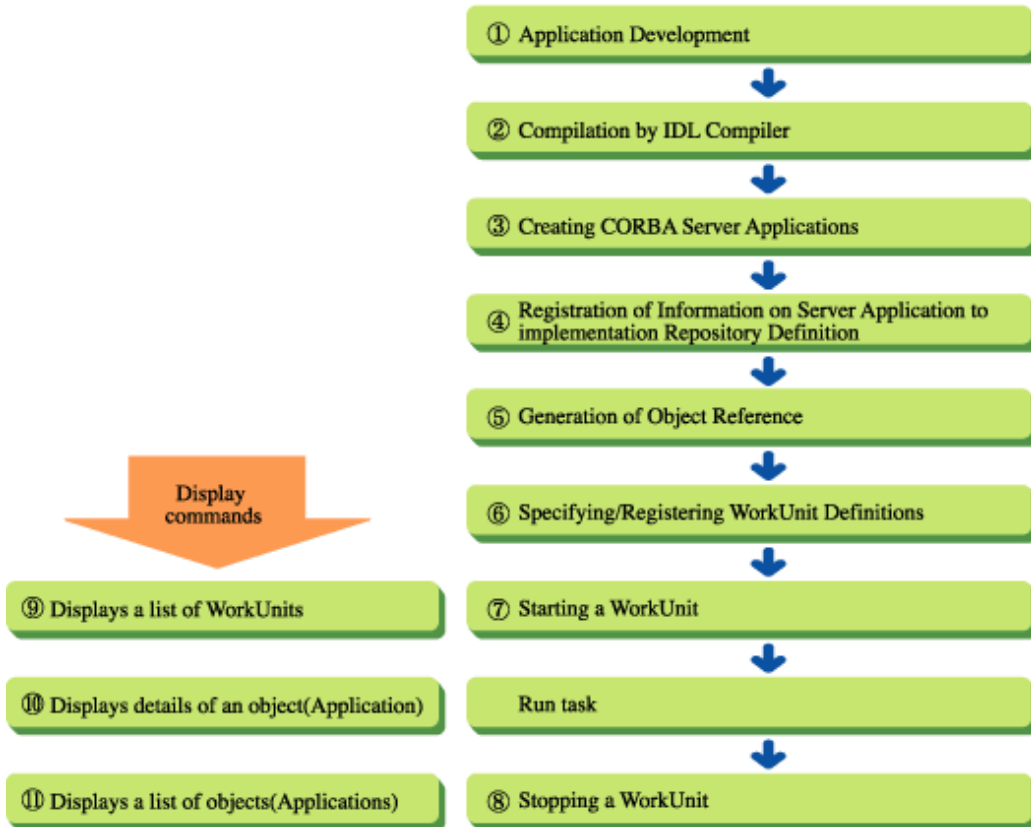 ① Application Development
② Compilation by IDL Compiler
③ Creating CORBA Server Applications
④ Registration of Information on Server Application to
implementation Repository Definition
⑤ Generation of Object Reference
⑥ Specifying/Registering WorkUnit Definitions
⑦ Starting a WorkUnit
Run task
⑧ Stopping a WorkUnit
Display
commands
⑨ Displays a list of WorkUnits
⑩ Displays details of an object(Application)
⑪ Displays a list of objects(Applications)